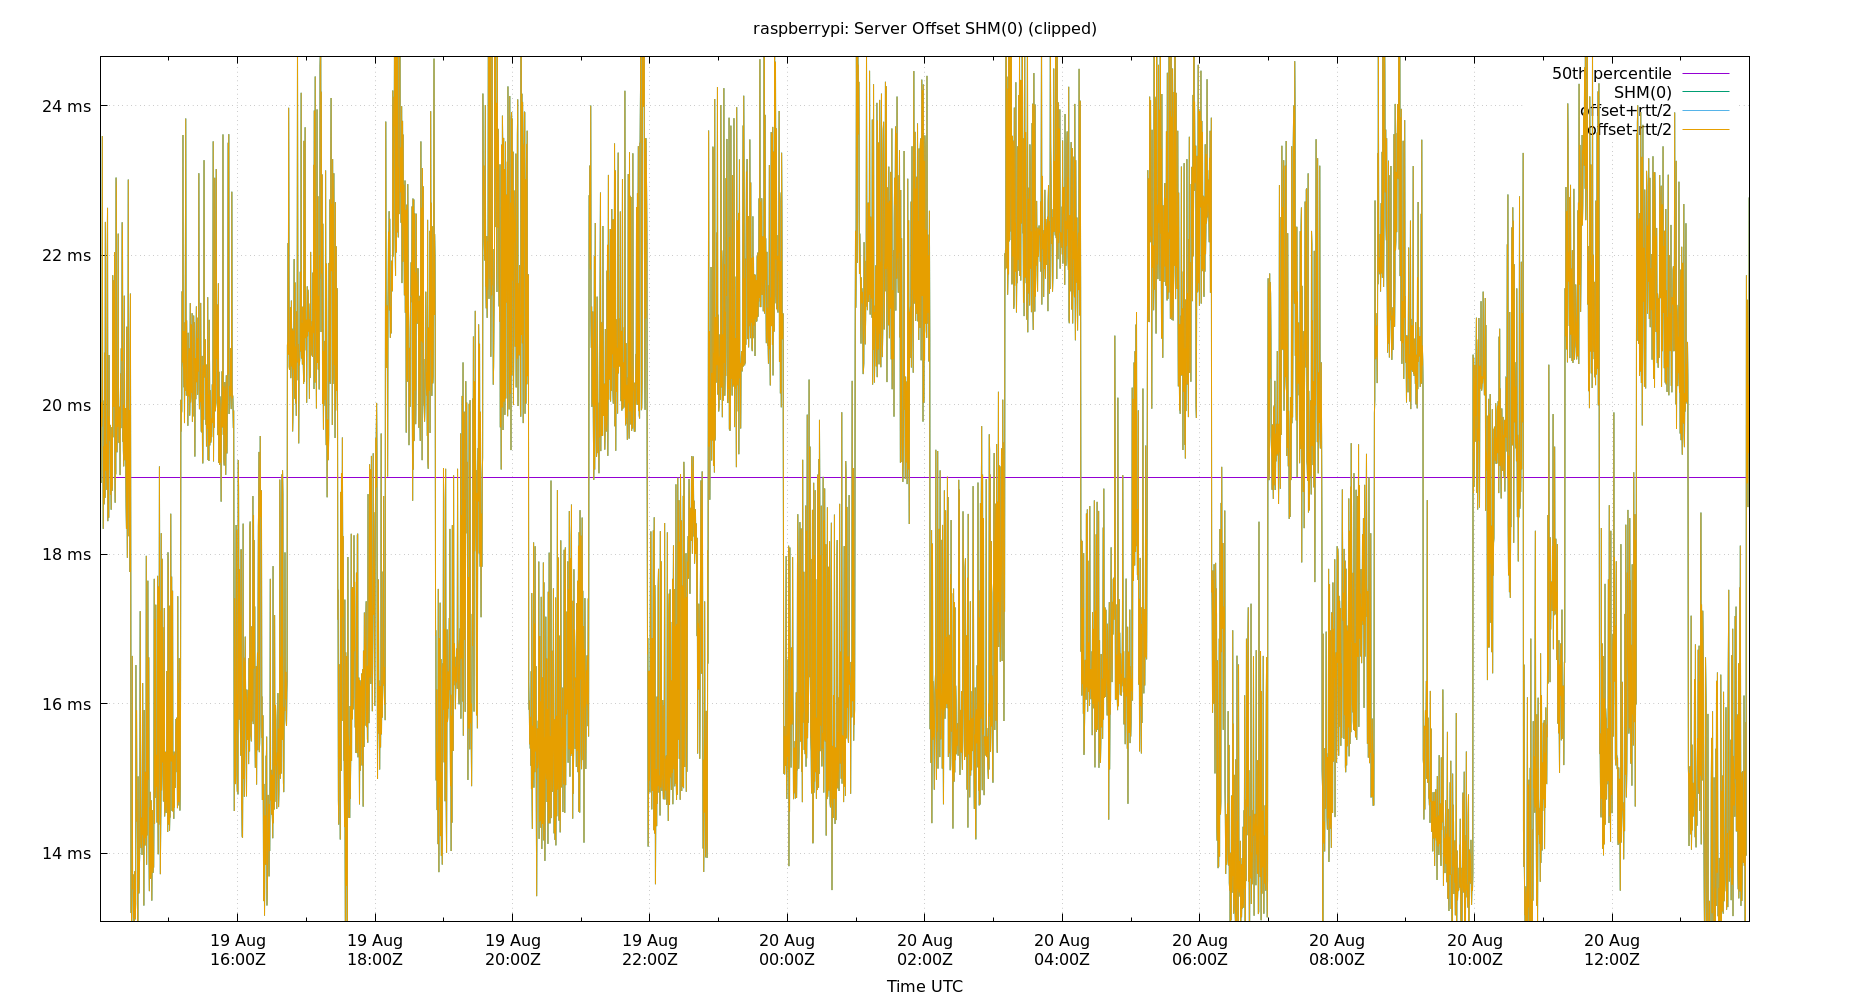 raspberrypi: Server Offset SHM(0) (clipped)
50th percentile
SHM(0)
offset+rtt/2
offset-rtt/2
24 ms
22 ms
20 ms
18 ms
16 ms
14 ms
19 Aug 19 Aug 19 Aug 19 Aug 20 Aug 20 Aug 20 Aug 20 Aug 20 Aug 20 Aug 20 Aug
16:00Z 18:00Z 20:00Z 22:00Z 00:00Z 02:00Z 04:00Z 06:00Z 08:00Z 10:00Z 12:00Z
Time UTC